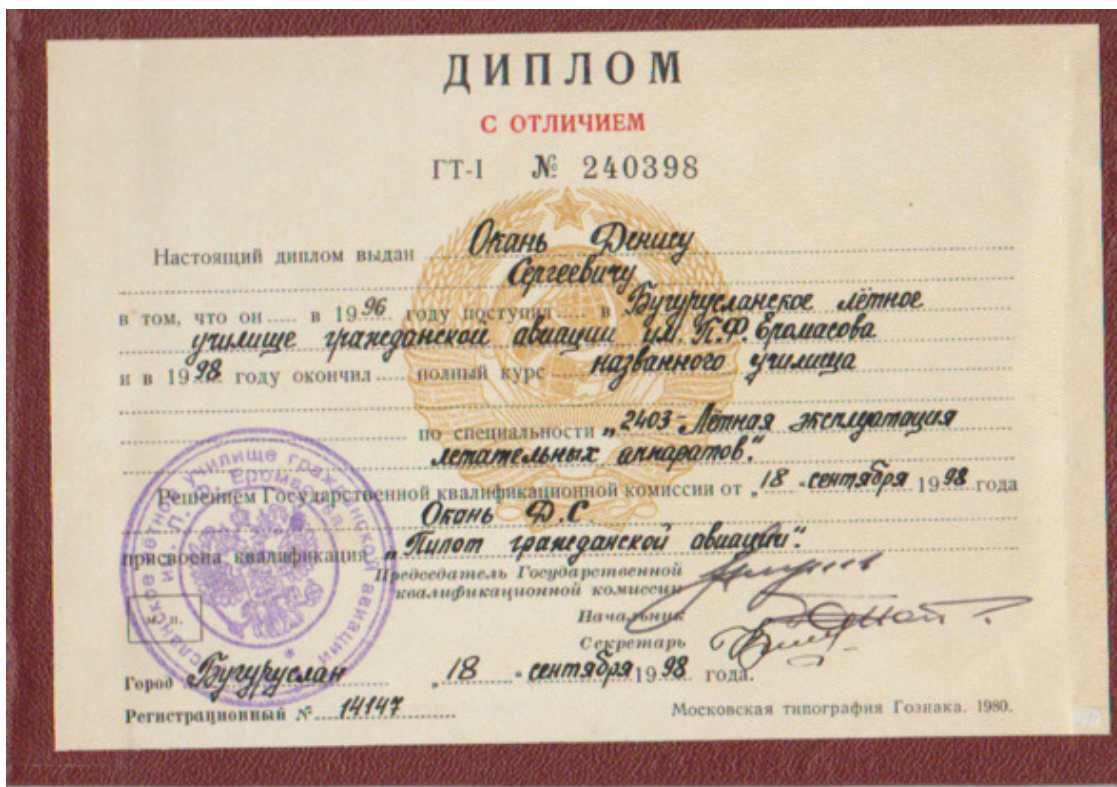 ДИПЛОМ
С ОТЛИЧИЕМ
ГТ-I № 240398
Настоящий диплом выдан Окань Денису
Сергеевичу
в том, что он в 1996 году поступил в Бугурусланское лётное
училище гражданской авиации им. П.Ф. Еромасова
и в 1998 году окончил полный курс названного училища
по специальности „2403-Лётная эксплуатация
летательных аппаратов."
Решением Государственной квалификационной комиссии от „18 " сентября 1998 года
Окань Д.С
присвоена квалификация „Пилот гражданской авиации".
Председатель Государственной
квалификационной комиссии
Начальник
Секретарь
м. п.
Город Бугуруслан „18 " сентября 1998 года.
Регистрационный № 14147
Московская типография Гознака. 1980.